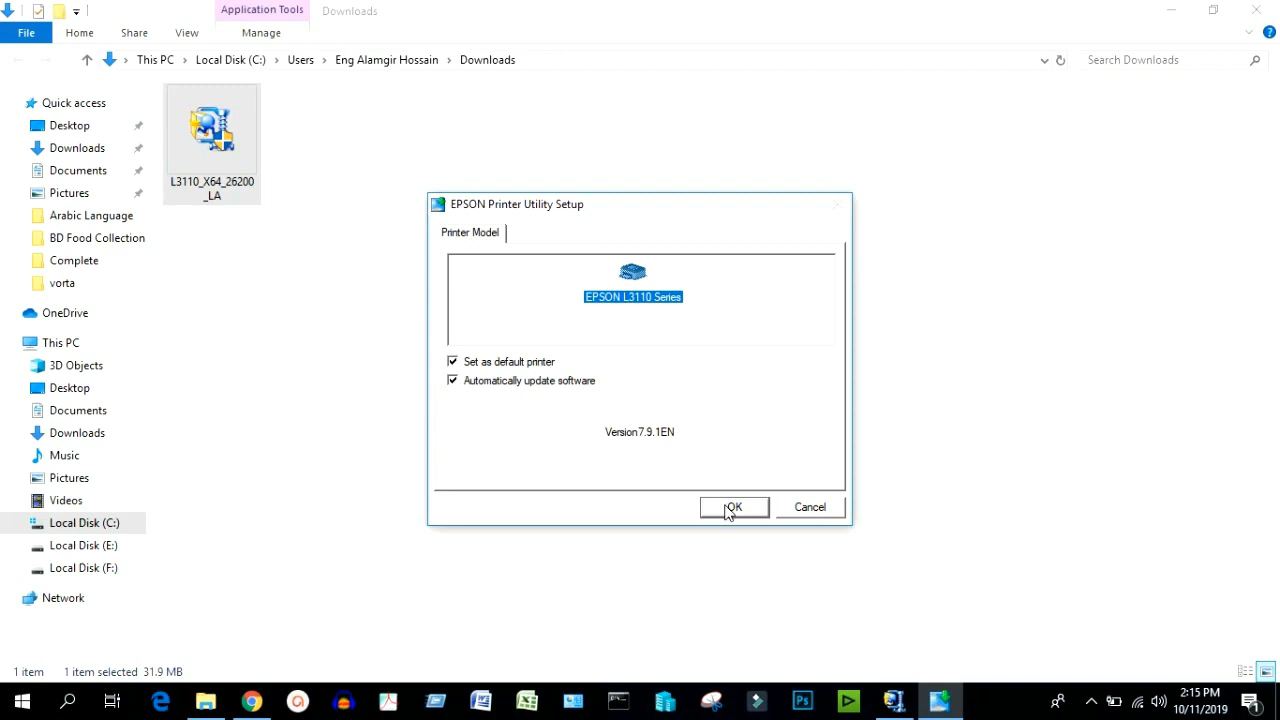 Application Tools
Downloads
File
Home
Share
View
Manage
This PC
Local Disk (C:)
Users
Eng Alamgir Hossain
Downloads
Search Downloads
Quick access
Desktop
Downloads
Documents
Pictures
Arabic Language
BD Food Collection
Complete
vorta
OneDrive
This PC
3D Objects
Desktop
Documents
Downloads
Music
Pictures
Videos
Local Disk (C:)
Local Disk (E:)
Local Disk (F:)
Network
L3110_X64_26200
_LA
EPSON Printer Utility Setup
Printer Model
EPSON L3110 Series
Set as default printer
Automatically update software
Version7.9.1EN
OK
Cancel
1 item
1 item selected 31.9 MB
2:15 PM
10/11/2019